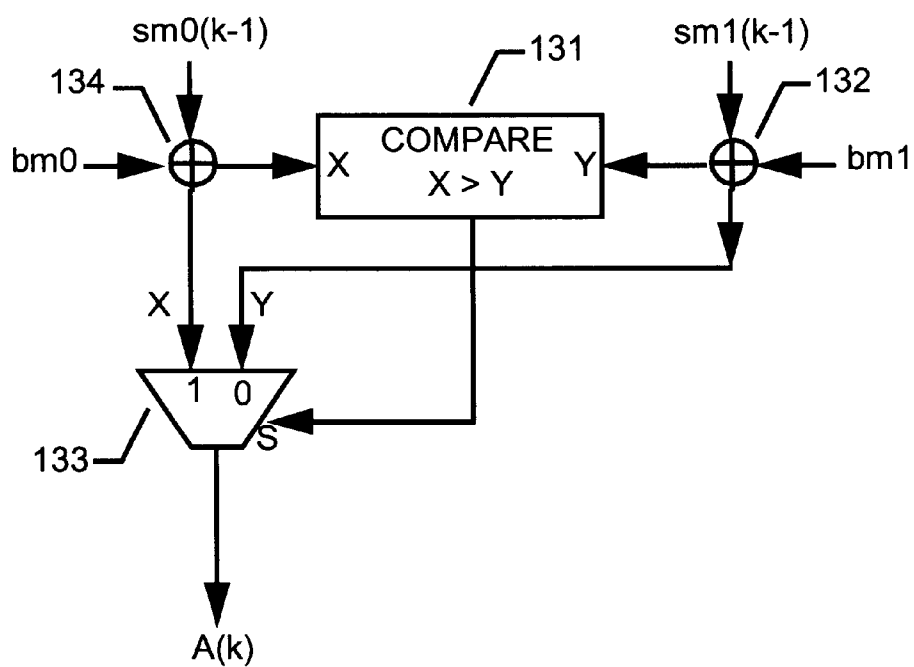 sm0(k-1)
sm1(k-1)
131
134
132
COMPARE
X > Y
X
Y
bm0
bm1
X
Y
1
0
S
133
A(k)